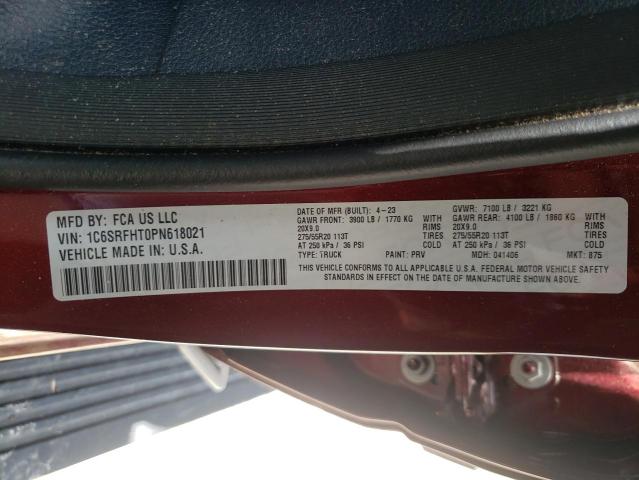 MFD BY: FCA US LLC
VIN: 1C6SRFHT0PN618021
VEHICLE MADE IN: U.S.A.
DATE OF MFR (BUILT): 4-23 GVWR: 7100 LB / 3221 KG
GAWR FRONT: 3900 LB / 1770 KG GAWR REAR: 4100 LB / 1860 KG
20X9.0 RIMS 20X9.0 RIMS
275/55R20 113T TIRES 275/55R20 113T TIRES
AT 250 kPa / 36 PSI AT 250 kPa / 36 PSI
TYPE: TRUCK PAINT: PRV MDH: 041406 MKT: 875
THIS VEHICLE CONFORMS TO ALL APPLICABLE U.S.A. FEDERAL MOTOR VEHICLE SAFETY
STANDARDS IN EFFECT ON THE DATE OF MANUFACTURE SHOWN ABOVE.